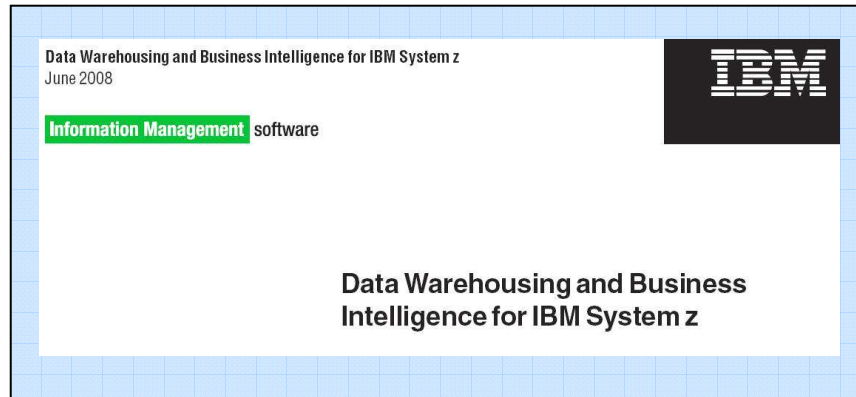 Data Warehousing and Business Intelligence for IBM System z
June 2008
IBM
Information Management software
Data Warehousing and Business
Intelligence for IBM System z